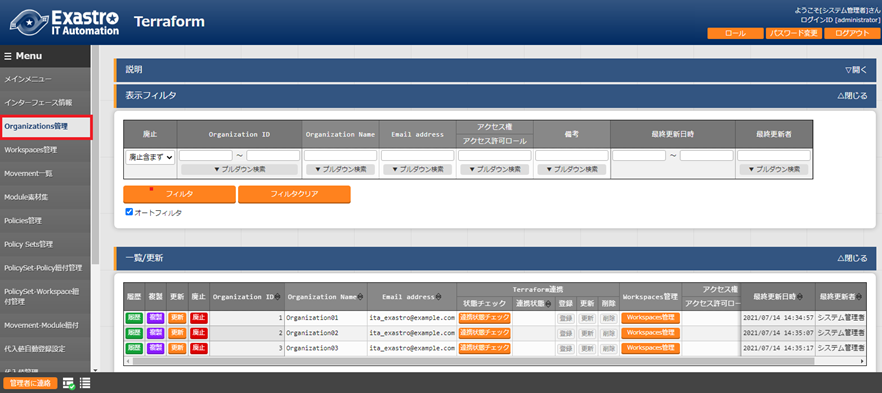 Exastro
IT Automation
Terraform
ようこそ[システム管理者]さん
ログインID [administrator]
ロール
パスワード変更
ログアウト
Menu
メインメニュー
インターフェース情報
Organizations管理
Workspaces管理
Movement一覧
Module素材集
Policies管理
Policy Sets管理
PolicySet-Policy紐付管理
PolicySet-Workspace紐
付管理
Movement-Module紐付
代入値自動登録設定
代入値管理
管理者に連絡
説明
▽開く
表示フィルタ
△閉じる
廃止
Organization ID
Organization Name
Email address
アクセス権
アクセス許可ロール
備考
最終更新日時
最終更新者
廃止含まず
~
~
▼ プルダウン検索
▼ プルダウン検索
▼ プルダウン検索
▼ プルダウン検索
▼ プルダウン検索
▼ プルダウン検索
フィルタ
フィルタクリア
オートフィルタ
一覧/更新
△閉じる
履歴
複製
更新
廃止
Organization ID
Organization Name
Email address
Terraform連携
状態チェック
連携状態
登録
更新
削除
Workspaces管理
アクセス権
アクセス許可ロー
最終更新日時
最終更新者
履歴 複製 更新 廃止 1 Organization01 ita_exastro@example.com 連携状態チェック 登録 更新 削除 Workspaces管理 2021/07/14 14:34:57 システム管理者
履歴 複製 更新 廃止 2 Organization02 ita_exastro@example.com 連携状態チェック 登録 更新 削除 Workspaces管理 2021/07/14 14:35:07 システム管理者
履歴 複製 更新 廃止 3 Organization03 ita_exastro@example.com 連携状態チェック 登録 更新 削除 Workspaces管理 2021/07/14 14:35:17 システム管理者